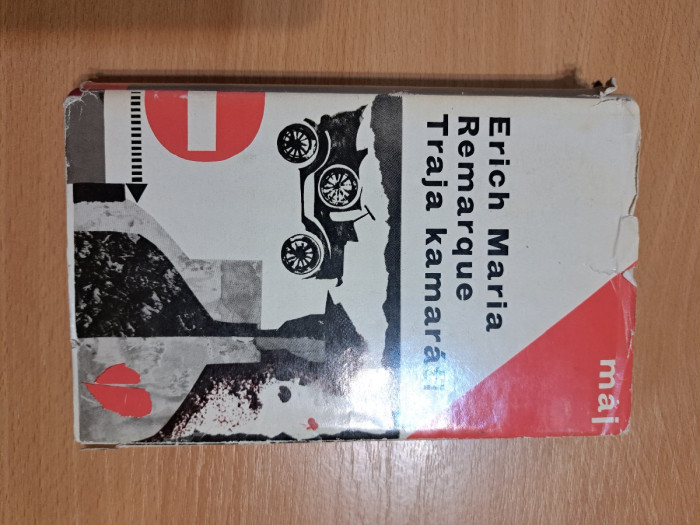 Erich Maria
Remarque
Traja kamaráti
máj